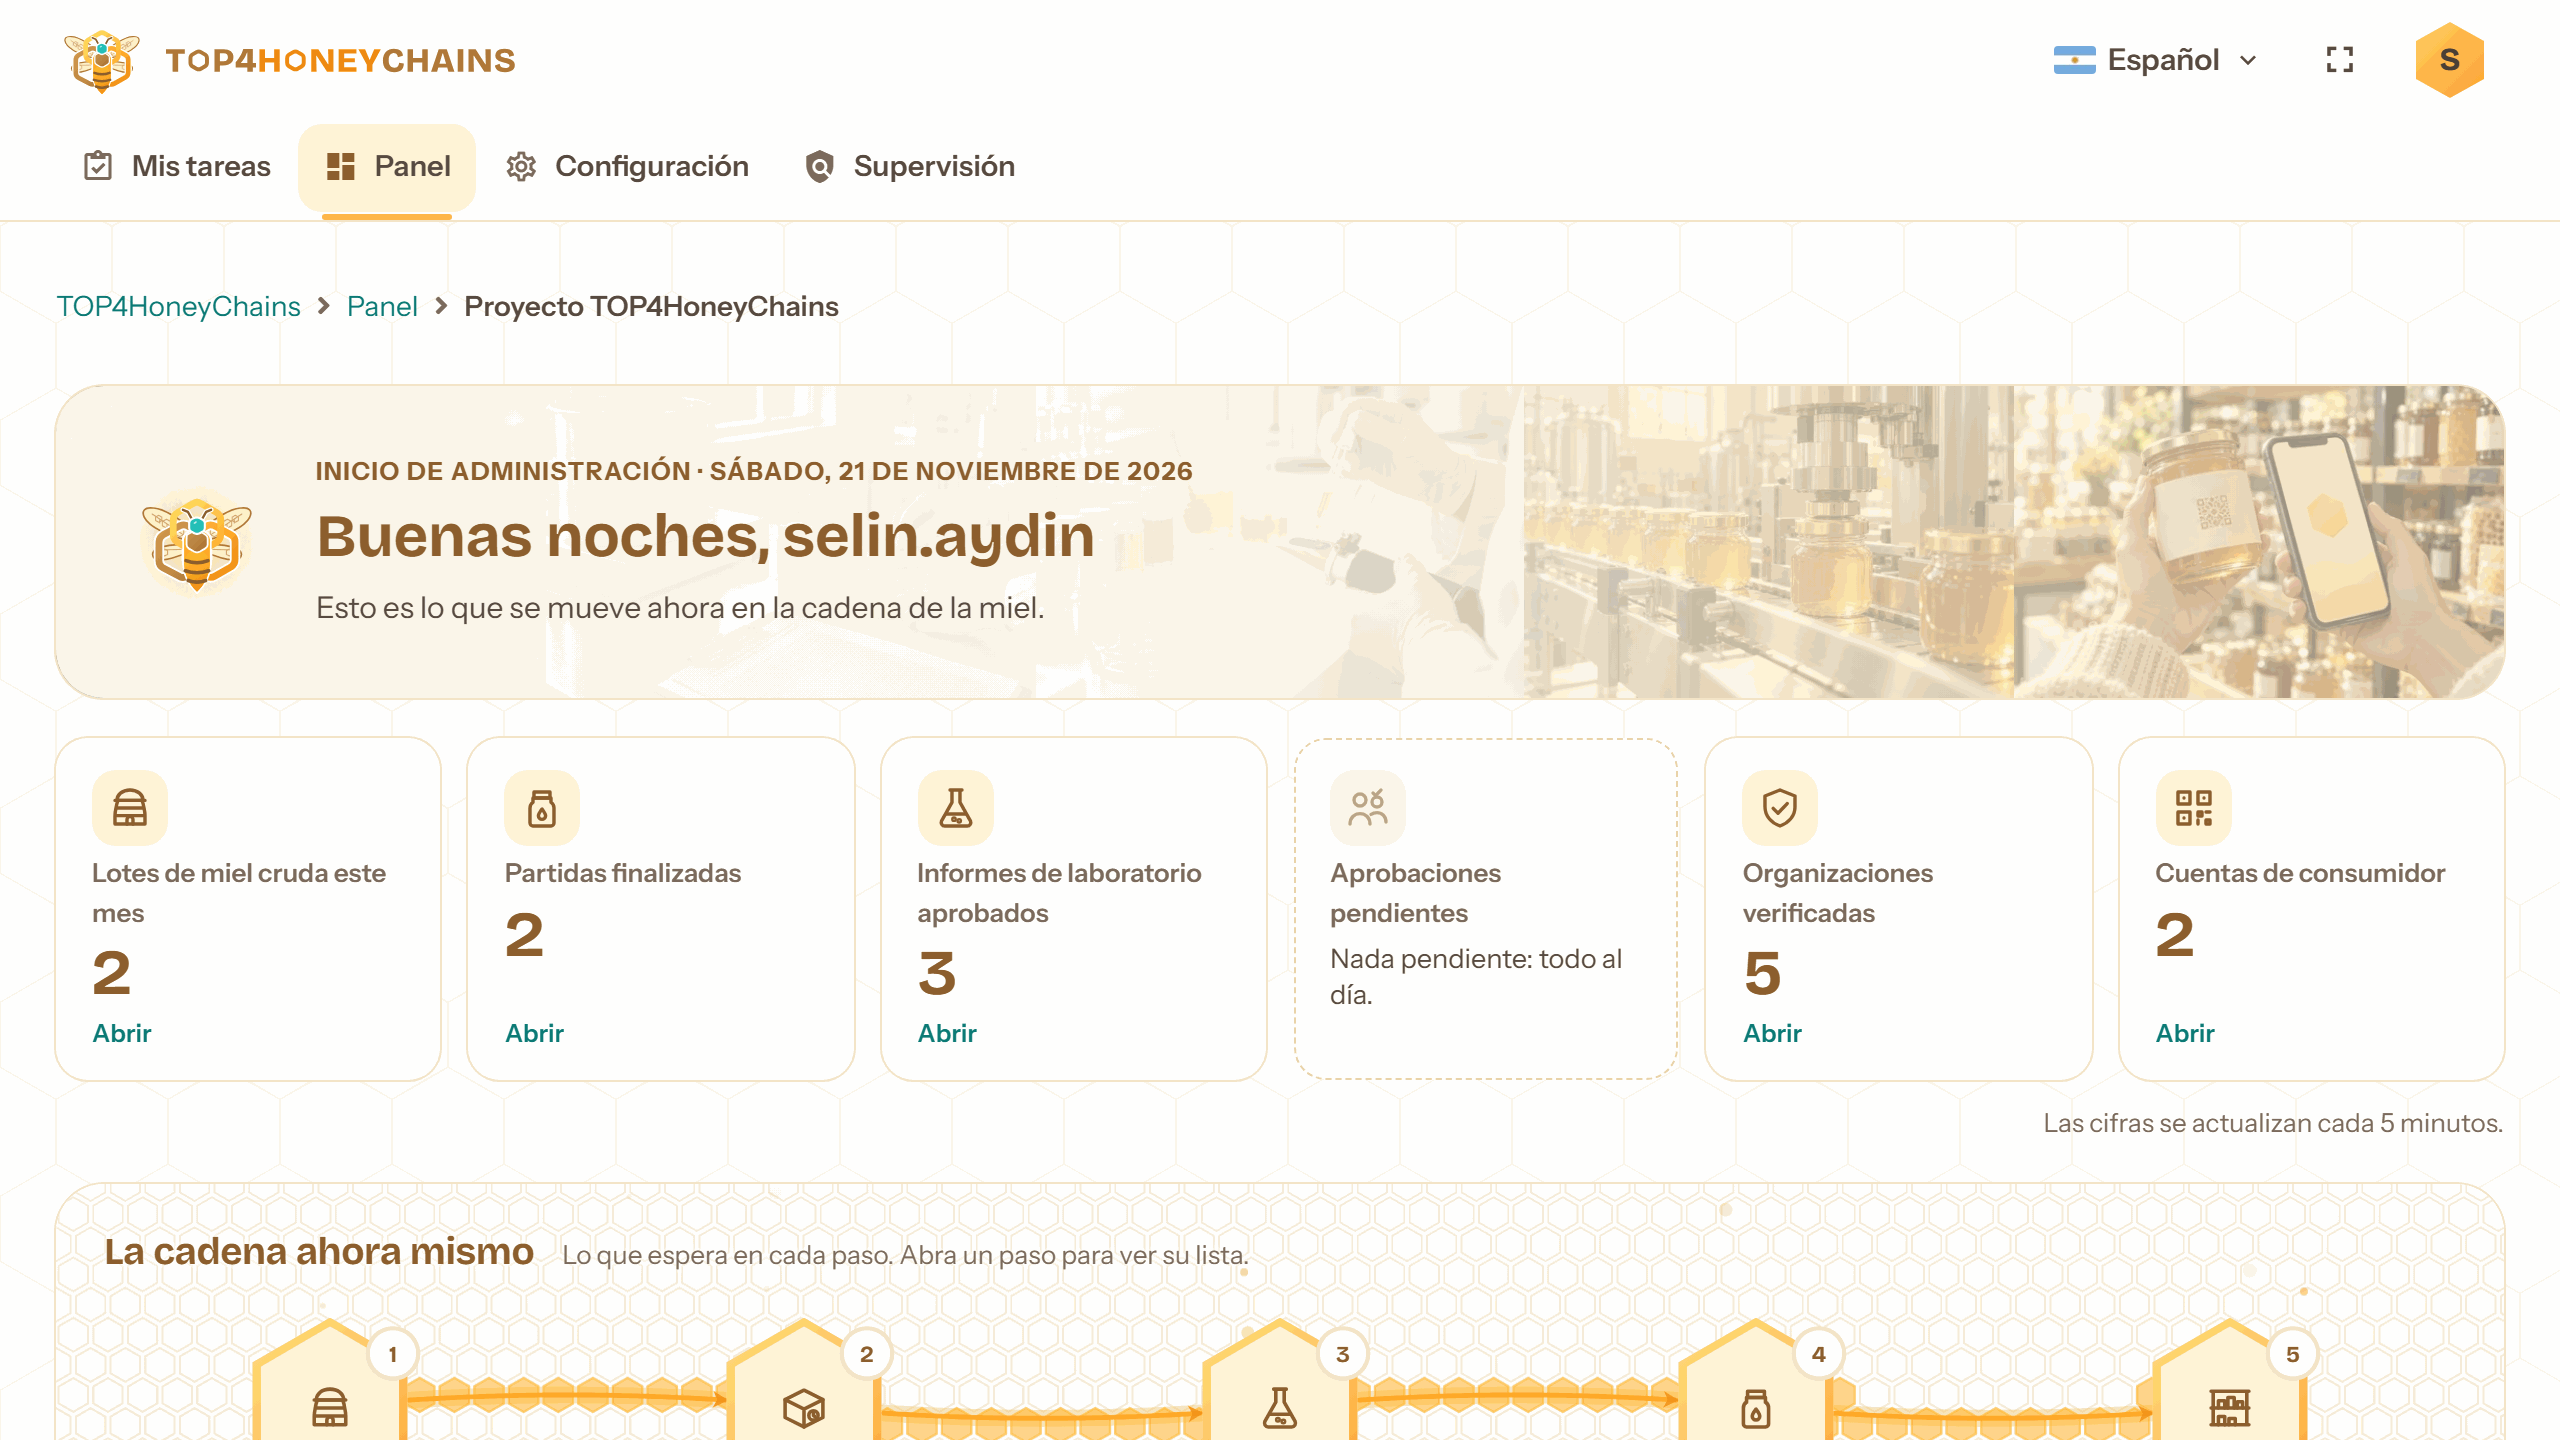 TOP4HONEYCHAINS
Español
S
Mis tareas
Panel
Configuración
Supervisión
TOP4HoneyChains > Panel > Proyecto TOP4HoneyChains
INICIO DE ADMINISTRACIÓN · SÁBADO, 21 DE NOVIEMBRE DE 2026
Buenas noches, selin.aydin
Esto es lo que se mueve ahora en la cadena de la miel.
Lotes de miel cruda este
mes
2
Abrir
Partidas finalizadas
2
Abrir
Informes de laboratorio
aprobados
3
Abrir
Aprobaciones
pendientes
Nada pendiente: todo al
día.
Organizaciones
verificadas
5
Abrir
Cuentas de consumidor
2
Abrir
Las cifras se actualizan cada 5 minutos.
La cadena ahora mismo
Lo que espera en cada paso. Abra un paso para ver su lista.
1
2
3
4
5